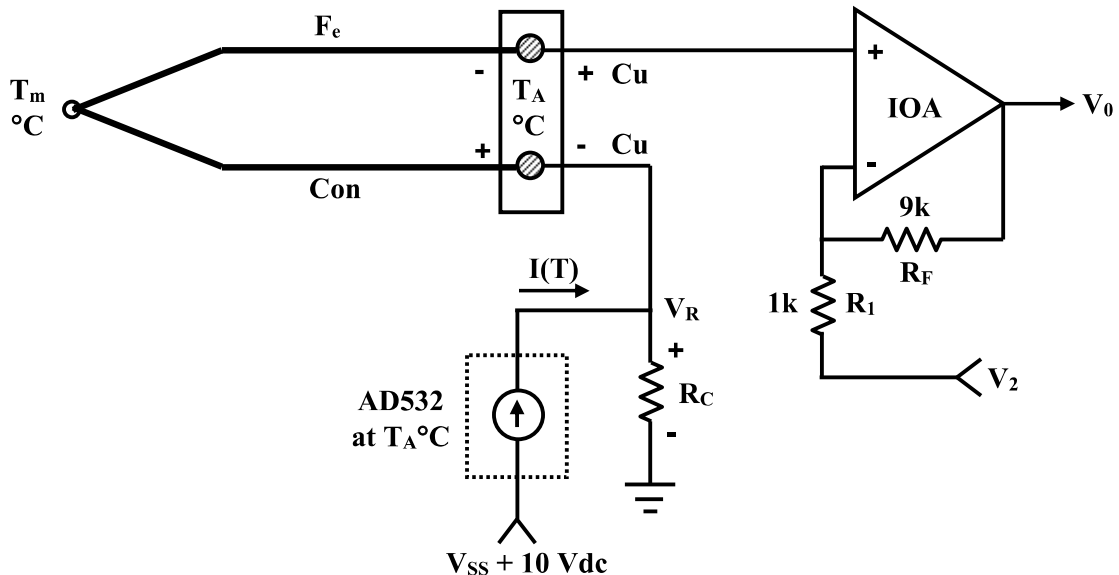 Fe
Tm
°C
-
+
Cu
TA
°C
+
-
Cu
Con
+
IOA
-
V0
9k
RF
1k
R1
V2
I(T)
VR
+
RC
-
AD532
at TA°C
VSS + 10 Vdc